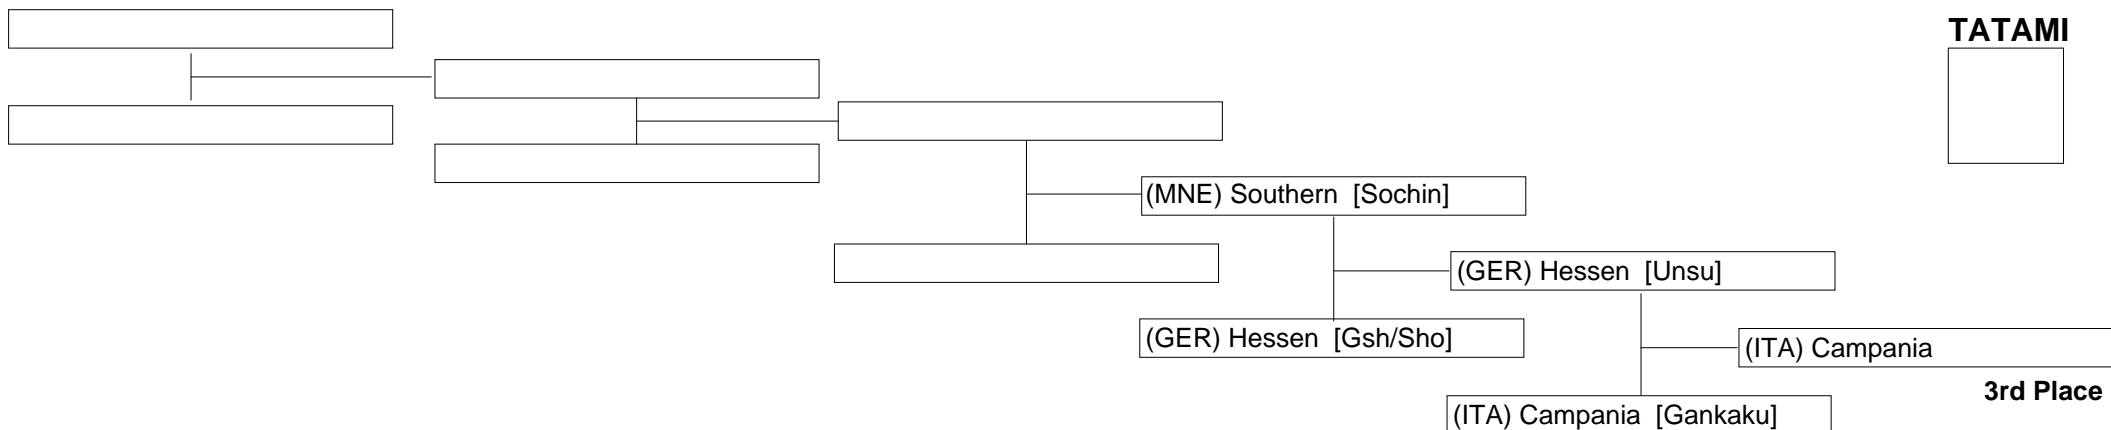 TATAMI
(MNE) Southern  [Sochin]
(GER) Hessen  [Unsu]
(GER) Hessen  [Gsh/Sho]
(ITA) Campania
3rd Place
(ITA) Campania  [Gankaku]